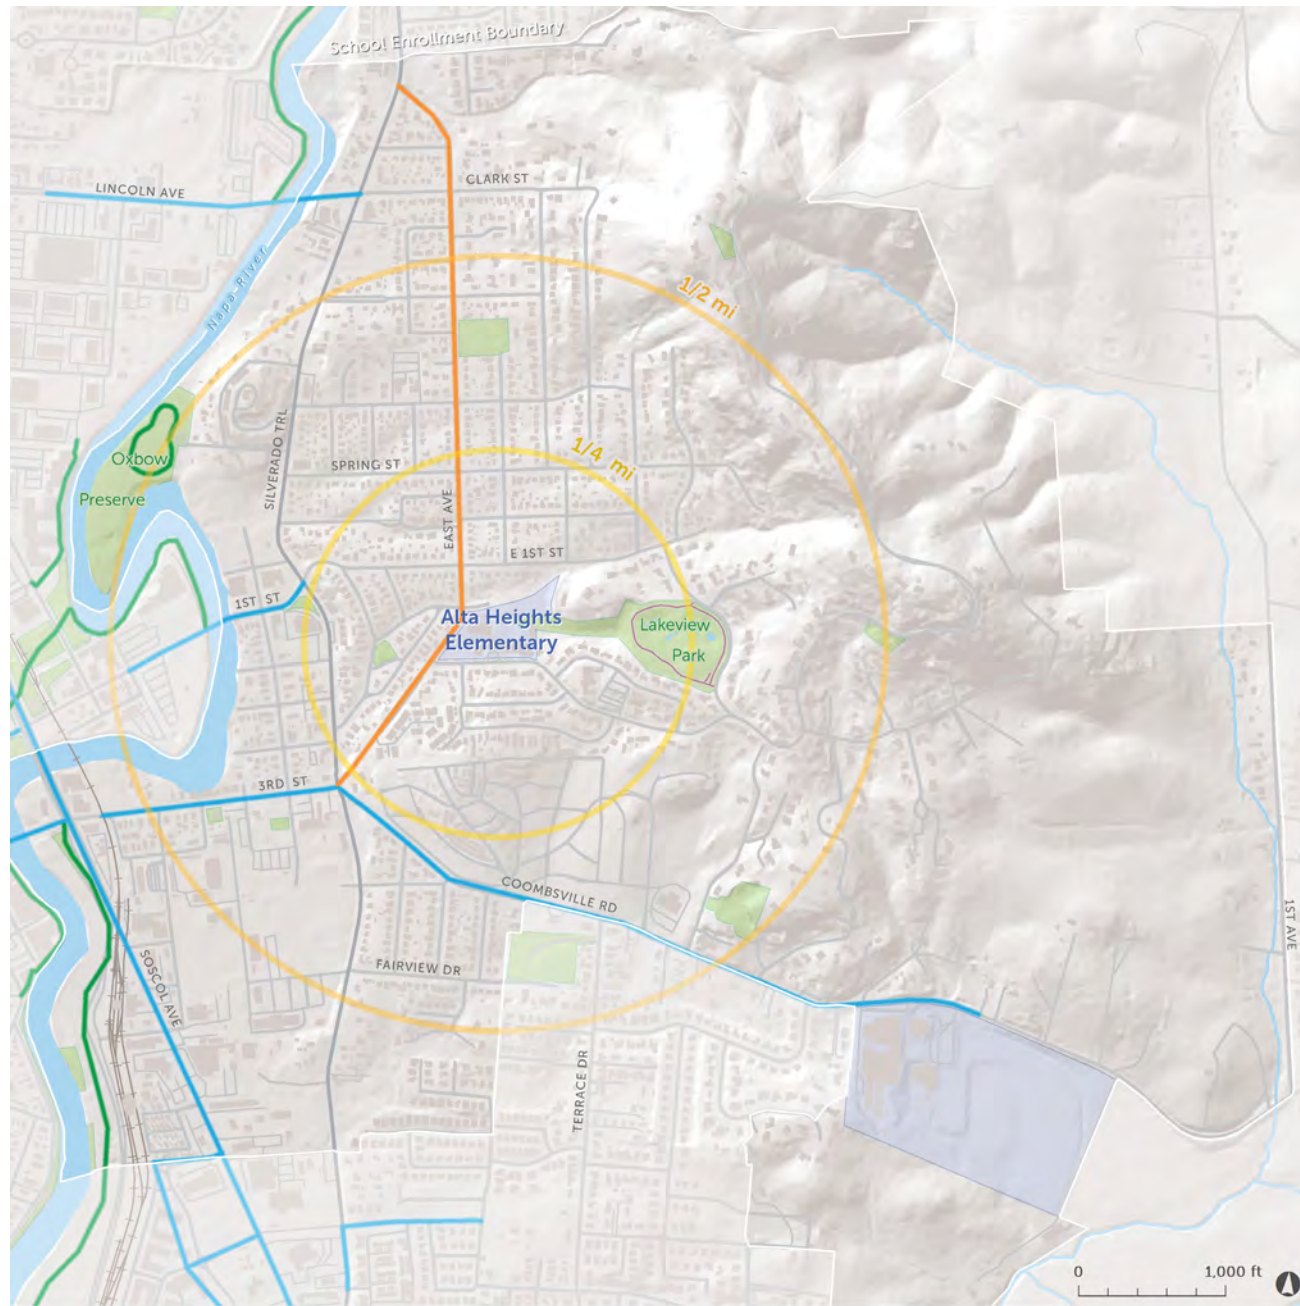 School Enrollment Boundary
LINCOLN AVE
CLARK ST
Napa River
1/2 mi
SILVERADO TRL
1/4 mi
Oxbow
Preserve
SPRING ST
EAST AVE
E 1ST ST
1ST ST
Alta Heights
Elementary
Lakeview
Park
3RD ST
COOMBSVILLE RD
1ST AVE
SOSCOL AVE
FAIRVIEW DR
TERRACE DR
0 1,000 ft